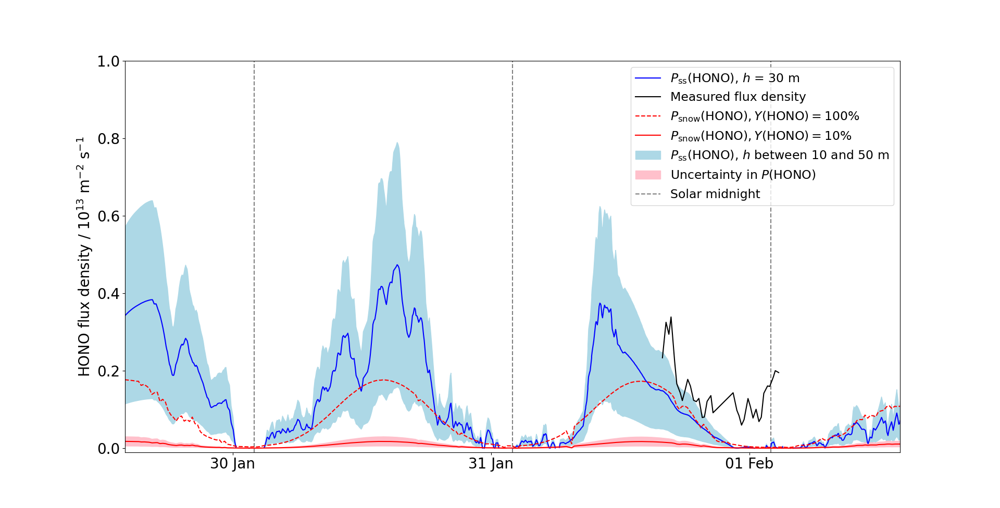 1.0
0.8
0.6
0.4
0.2
0.0
HONO flux density / 10¹³ m⁻² s⁻¹
30 Jan
31 Jan
01 Feb
Pss(HONO), h = 30 m
Measured flux density
Psnow(HONO), Y(HONO) = 100%
Psnow(HONO), Y(HONO) = 10%
Pss(HONO), h between 10 and 50 m
Uncertainty in P(HONO)
Solar midnight